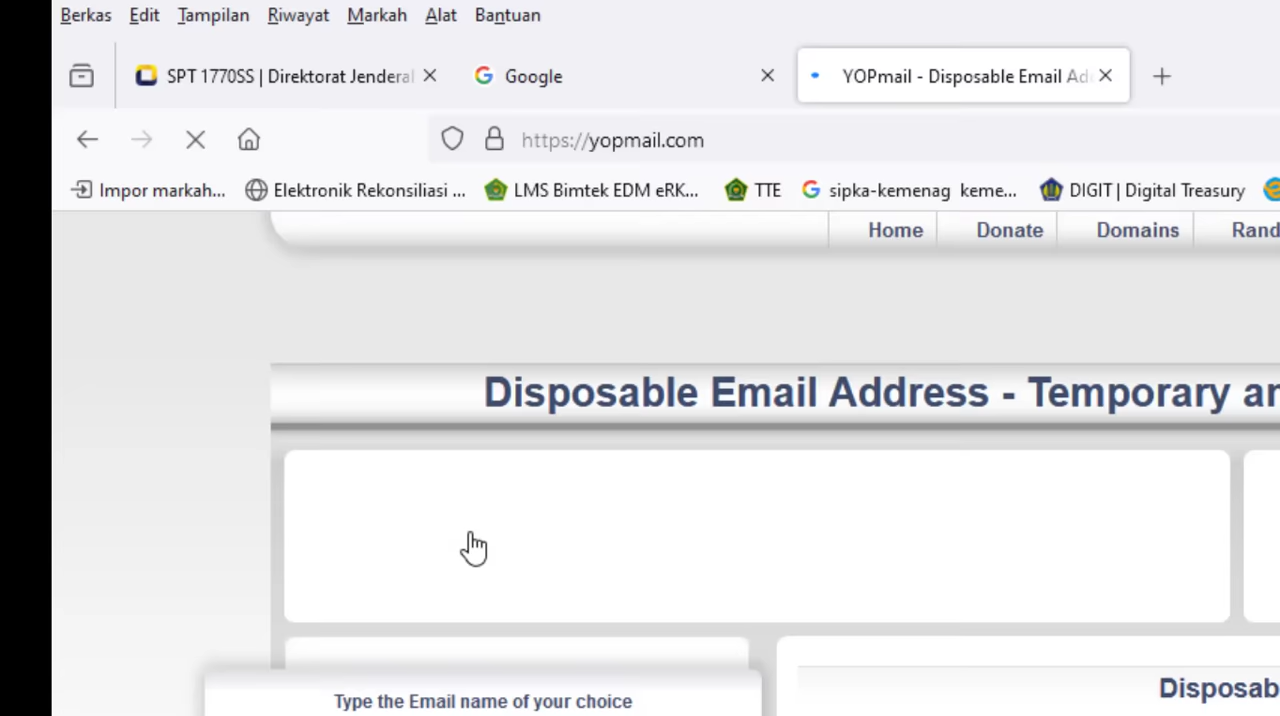 Berkas Edit Tampilan Riwayat Markah Alat Bantuan
SPT 1770SS | Direktorat Jenderal Google YOPmail - Disposable Email Ad
https://yopmail.com
Impor markah... Elektronik Rekonsiliasi ... LMS Bimtek EDM eRK... TTE sipka-kemenag keme... DIGIT | Digital Treasury
Home Donate Domains Rand
Disposable Email Address - Temporary an
Type the Email name of your choice
Disposab